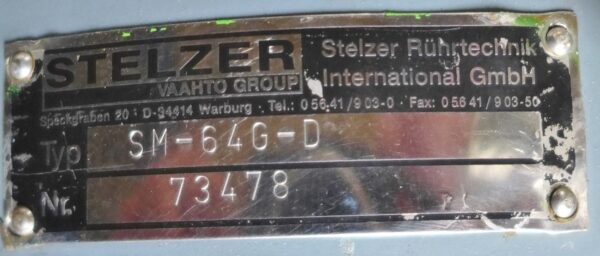 STELZER
VAAHTO GROUP
Stelzer Rührtechnik
International GmbH
Speckgraben 20 · D-34414 Warburg · Tel.: 0 56 41/9 03-0 · Fax: 0 56 41/9 03-50
Typ SM-64G-D
Nr. 73478